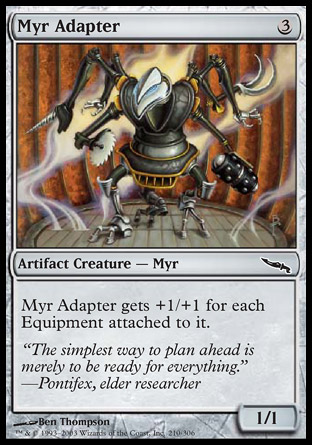 Myr Adapter 3
Artifact Creature — Myr
Myr Adapter gets +1/+1 for each
Equipment attached to it.
"The simplest way to plan ahead is
merely to be ready for everything."
—Pontifex, elder researcher
Ben Thompson
™ & © 1993–2003 Wizards of the Coast, Inc. 210/306
1/1